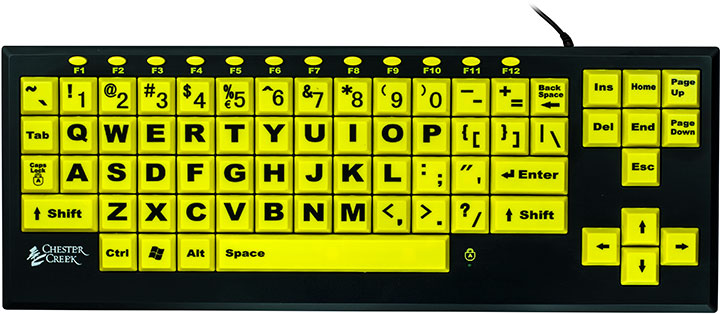 F1 F2 F3 F4 F5 F6 F7 F8 F9 F10 F11 F12
~ ` ! 1 @ 2 # 3 $ 4 % € 5 ^ 6 & 7 * 8 ( 9 ) 0 _ - + = Back Space ← Ins Home Page Up
Tab Q W E R T Y U I O P { [ } ] | \ Del End Page Down
Caps Lock A A S D F G H J K L : ; " ' ↵ Enter Esc
↑ Shift Z X C V B N M < , > . ? / ↑ Shift ↑
CHESTER CREEK Ctrl Alt Space A ← ↓ →